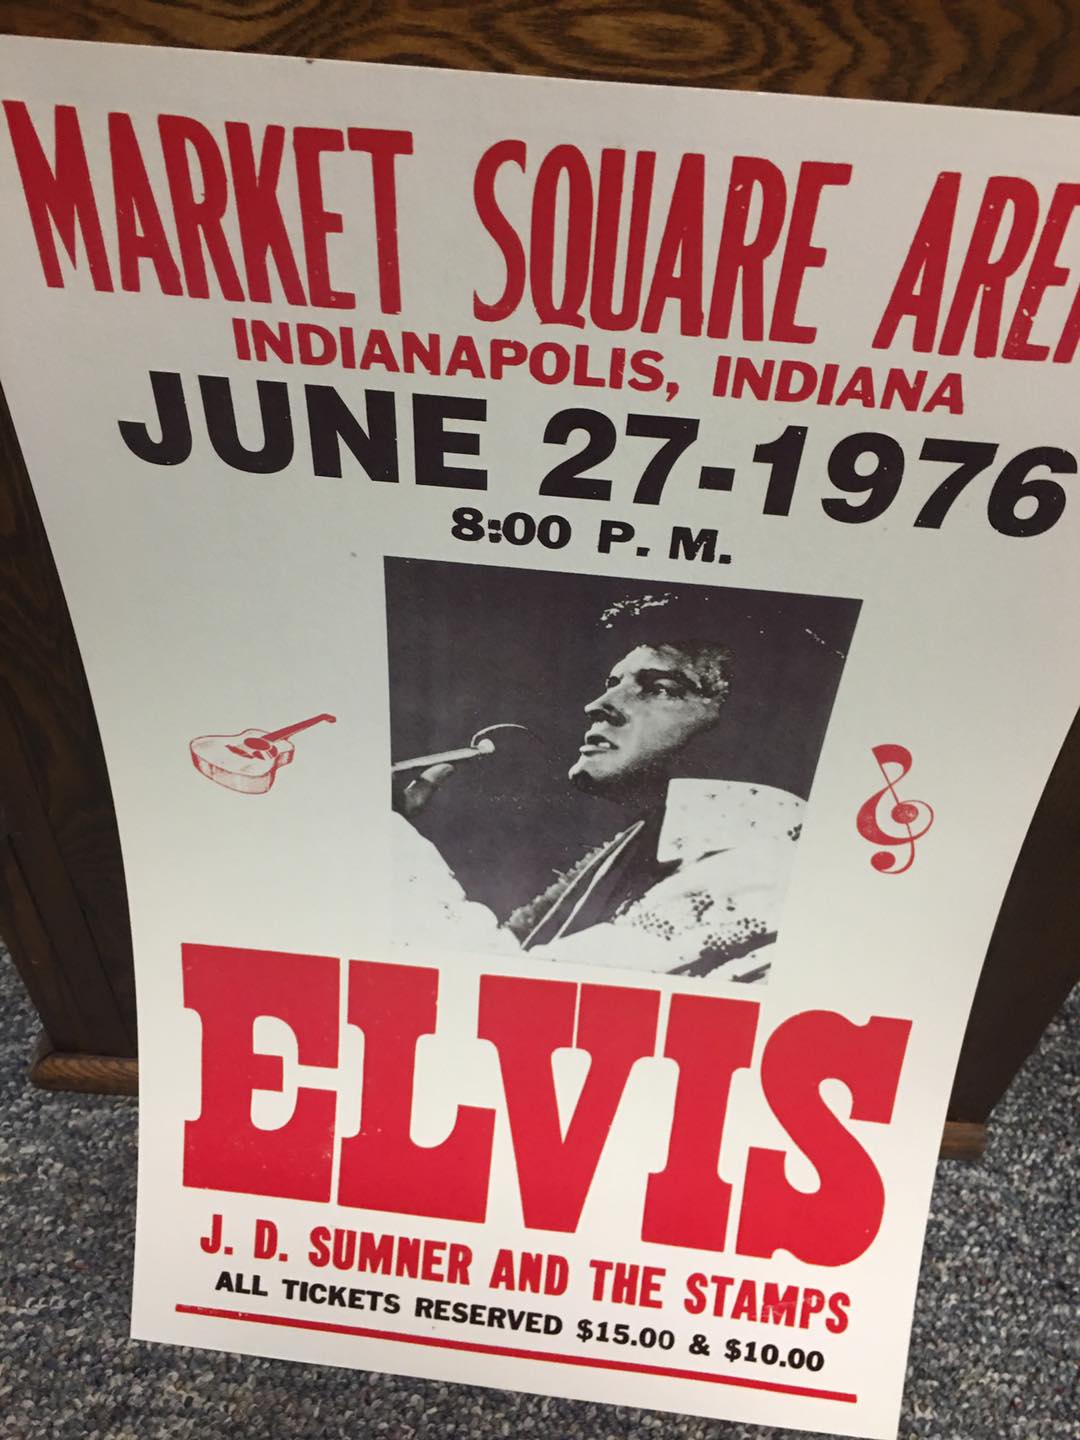 MARKET SQUARE AREN
INDIANAPOLIS, INDIANA
JUNE 27-1976
8:00 P. M.
ELVIS
J. D. SUMNER AND THE STAMPS
ALL TICKETS RESERVED $15.00 & $10.00